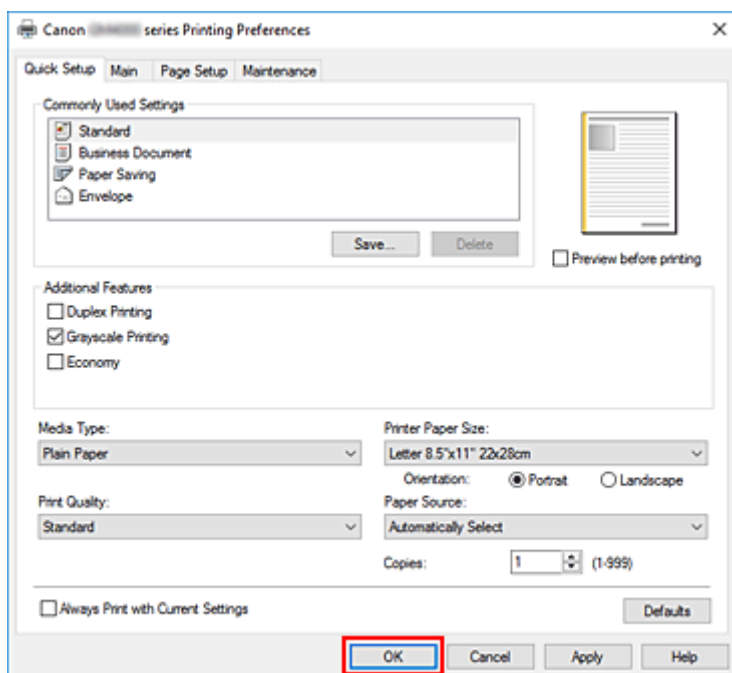 Canon series Printing Preferences
Quick Setup Main Page Setup Maintenance
Commonly Used Settings
Standard
Business Document
Paper Saving
Envelope
Save... Delete
Preview before printing
Additional Features
Duplex Printing
Grayscale Printing
Economy
Media Type: Printer Paper Size:
Plain Paper Letter 8.5"x11" 22x28cm
Orientation: Portrait Landscape
Print Quality: Paper Source:
Standard Automatically Select
Copies: 1 (1-999)
Always Print with Current Settings Defaults
OK Cancel Apply Help